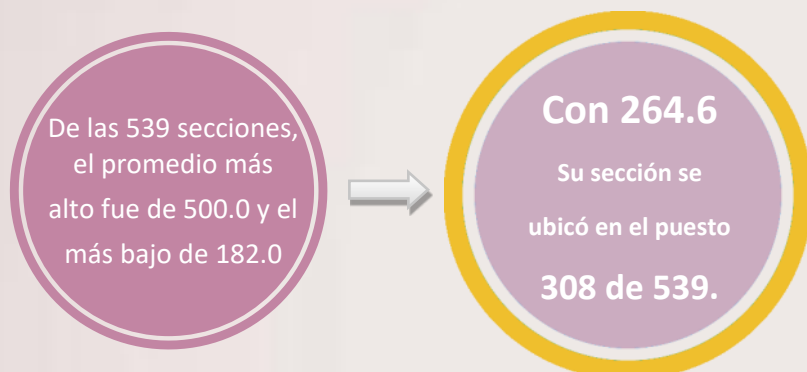 De las 539 secciones,
el promedio más
alto fue de 500.0 y el
más bajo de 182.0
Con 264.6
Su sección se
ubicó en el puesto
308 de 539.